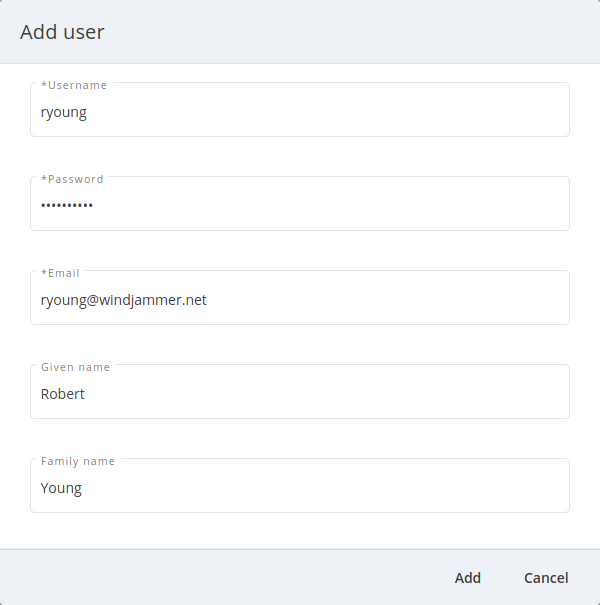 Add user
*Username
ryoung
*Password
••••••••••
*Email
ryoung@windjammer.net
Given name
Robert
Family name
Young
Add Cancel